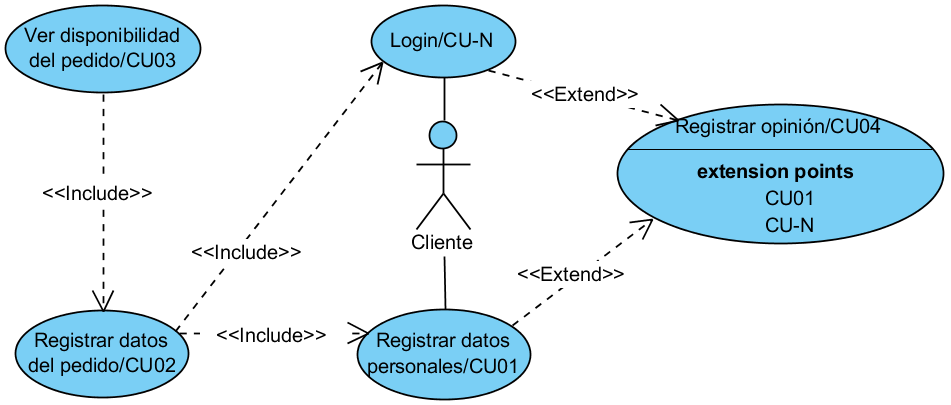 Ver disponibilidad
del pedido/CU03
Login/CU-N
<<Extend>>
Registrar opinión/CU04
extension points
CU01
CU-N
<<Include>>
<<Include>>
Cliente
<<Extend>>
Registrar datos
del pedido/CU02
<<Include>>
Registrar datos
personales/CU01